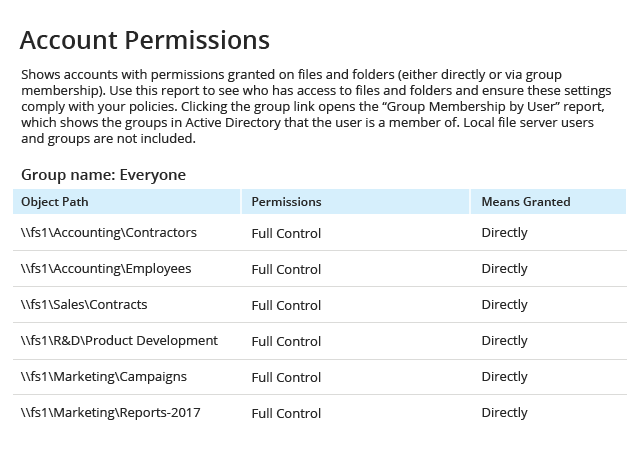 Account Permissions
Shows accounts with permissions granted on files and folders (either directly or via group
membership). Use this report to see who has access to files and folders and ensure these settings
comply with your policies. Clicking the group link opens the “Group Membership by User” report,
which shows the groups in Active Directory that the user is a member of. Local file server users
and groups are not included.
Group name: Everyone
Object Path Permissions Means Granted
\\fs1\Accounting\Contractors Full Control Directly
\\fs1\Accounting\Employees Full Control Directly
\\fs1\Sales\Contracts Full Control Directly
\\fs1\R&D\Product Development Full Control Directly
\\fs1\Marketing\Campaigns Full Control Directly
\\fs1\Marketing\Reports-2017 Full Control Directly